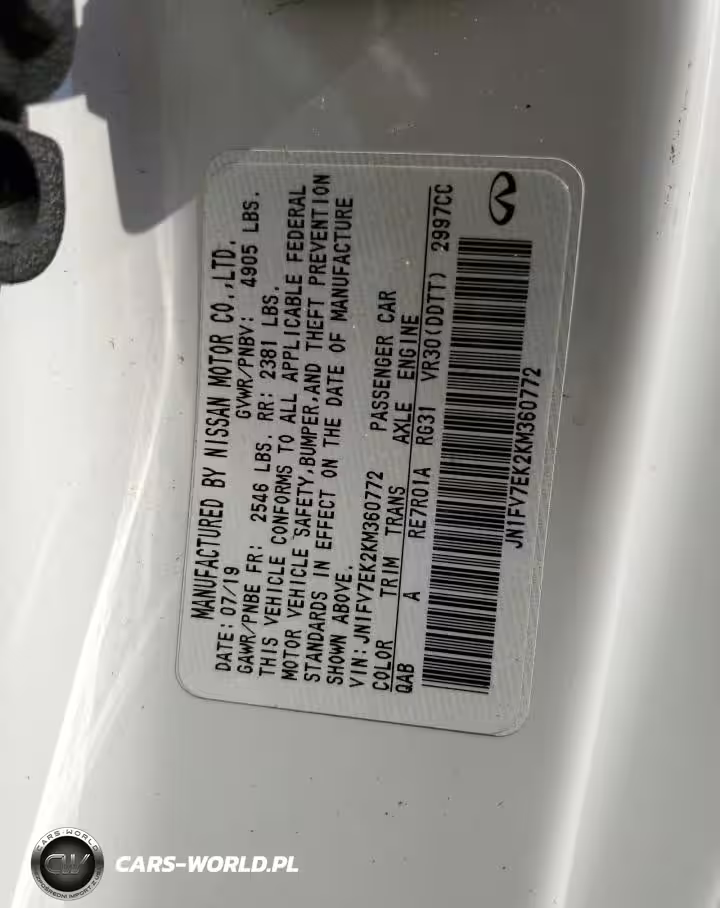 MANUFACTURED BY NISSAN MOTOR CO.,LTD.
DATE: 07/19 GVWR/PNBV: 4905 LBS.
GAWR/PNBE FR: 2546 LBS. RR: 2381 LBS.
THIS VEHICLE CONFORMS TO ALL APPLICABLE FEDERAL
MOTOR VEHICLE SAFETY,BUMPER,AND THEFT PREVENTION
STANDARDS IN EFFECT ON THE DATE OF MANUFACTURE
SHOWN ABOVE.
VIN:JN1FV7EK2KM360772 PASSENGER CAR
COLOR TRIM TRANS AXLE ENGINE
QAB A RE7R01A RG31 VR30(DDTT) 2997CC
JN1FV7EK2KM360772
CARS-WORLD
CW
CARS-WORLD.PL